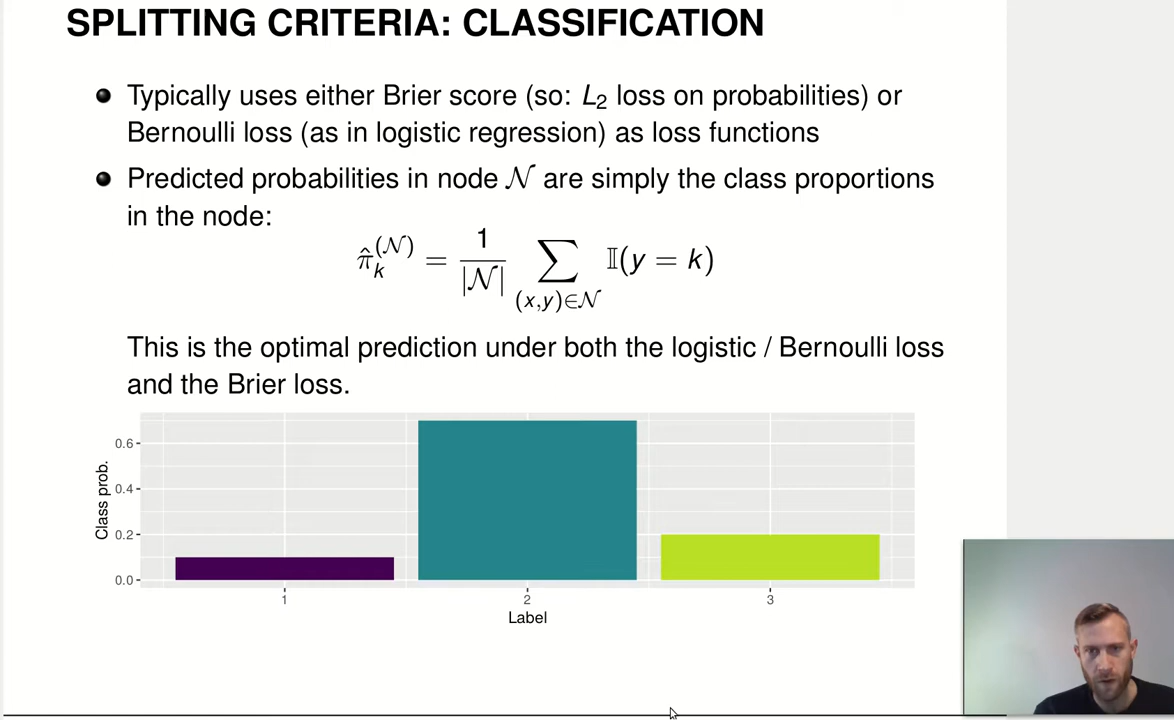 SPLITTING CRITERIA: CLASSIFICATION
Typically uses either Brier score (so: L₂ loss on probabilities) or
Bernoulli loss (as in logistic regression) as loss functions
Predicted probabilities in node 𝒩 are simply the class proportions
in the node:
π̂ₖ^(𝒩) = 1/|𝒩| ∑_(x,y)∈𝒩 𝕀(y = k)
This is the optimal prediction under both the logistic / Bernoulli loss
and the Brier loss.
Class prob.
0.6
0.4
0.2
0.0
1 2 3
Label